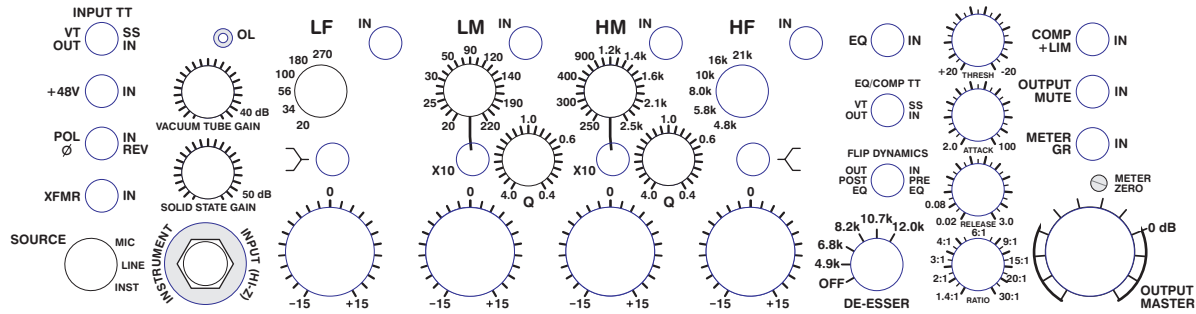 INPUT TT
VT SS
OUT IN
OL
+48V IN
40 dB
VACUUM TUBE GAIN
POL IN
Ø REV
XFMR IN
50 dB
SOLID STATE GAIN
SOURCE
MIC
LINE
INST
INSTRUMENT
INPUT (HI-Z)
LF
IN
270
180
100
56
34
20
0
-15 +15
LM
IN
90
50 120
30 140
25 190
20 220
X10
1.0
0.6
4.0 0.4
Q
0
-15 +15
HM
IN
1.2k
900 1.4k
400 1.6k
300 2.1k
250 2.5k
X10
1.0
0.6
4.0 0.4
Q
0
-15 +15
HF
IN
21k
16k
10k
8.0k
5.8k
4.8k
0
-15 +15
EQ IN
EQ/COMP TT
VT SS
OUT IN
FLIP DYNAMICS
OUT IN
POST PRE
EQ EQ
10.7k
8.2k 12.0k
6.8k
4.9k
OFF
DE-ESSER
+20 -20
THRESH
2.0 100
ATTACK
0.08
0.02 3.0
RELEASE
6:1
4:1 9:1
3:1 15:1
2:1 20:1
1.4:1 30:1
RATIO
COMP
+LIM IN
OUTPUT
MUTE IN
METER
GR IN
METER
ZERO
0 dB
OUTPUT
MASTER